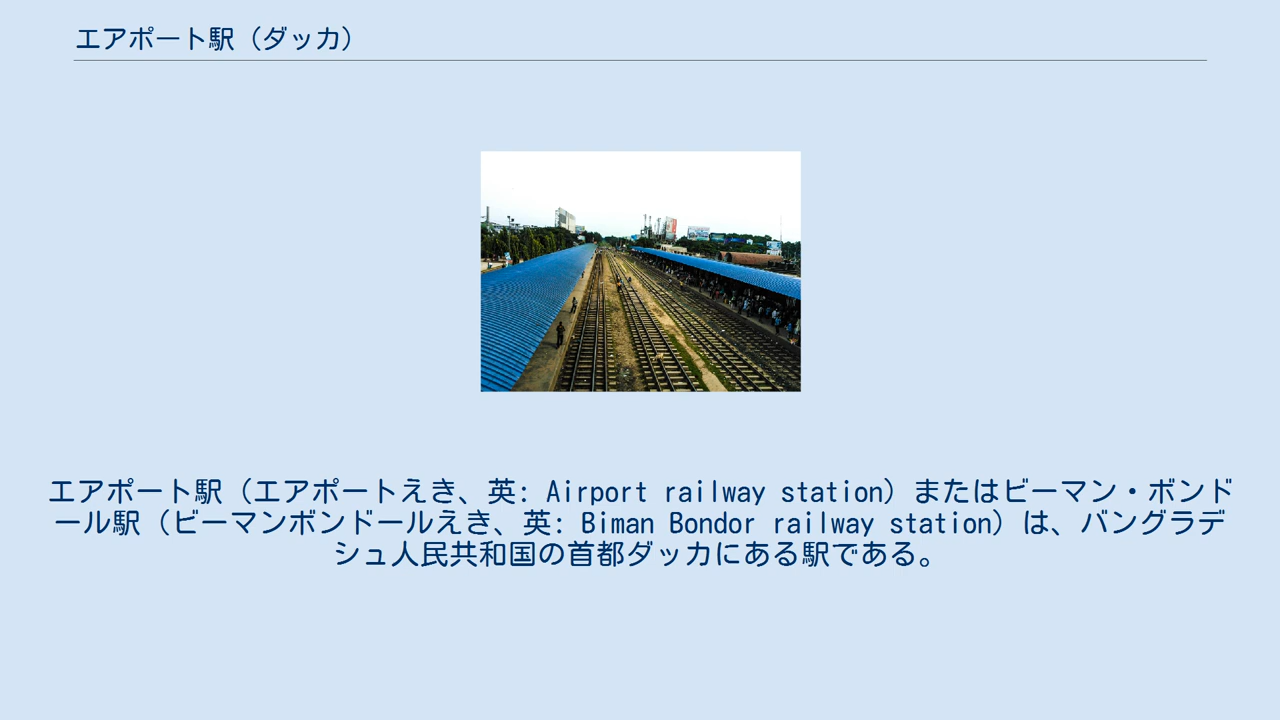 エアポート駅（ダッカ）
エアポート駅（エアポートえき、英: Airport railway station）またはビーマン・ボンド
ール駅（ビーマンボンドールえき、英: Biman Bondor railway station）は、バングラデ
シュ人民共和国の首都ダッカにある駅である。